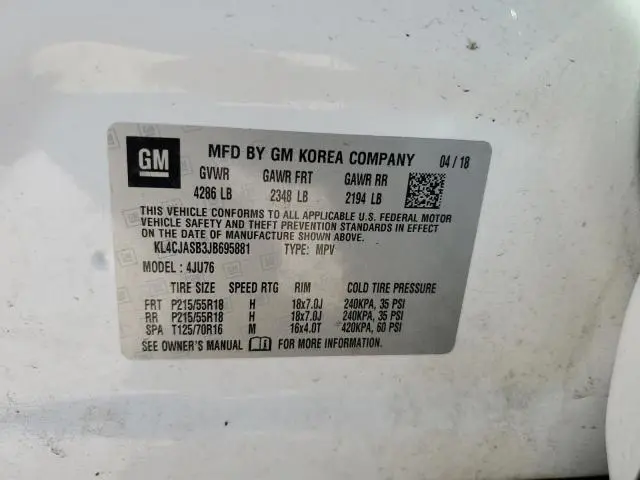 GM MFD BY GM KOREA COMPANY 04 / 18
GVWR GAWR FRT GAWR RR
4286 LB 2348 LB 2194 LB
THIS VEHICLE CONFORMS TO ALL APPLICABLE U.S. FEDERAL MOTOR
VEHICLE SAFETY AND THEFT PREVENTION STANDARDS IN EFFECT
ON THE DATE OF MANUFACTURE SHOWN ABOVE.
KL4CJASB3JB695881 TYPE: MPV
MODEL : 4JU76
TIRE SIZE SPEED RTG RIM COLD TIRE PRESSURE
FRT P215/55R18 H 18x7.0J 240KPA, 35 PSI
RR P215/55R18 H 18x7.0J 240KPA, 35 PSI
SPA T125/70R16 M 16x4.0T 420KPA, 60 PSI
SEE OWNER'S MANUAL FOR MORE INFORMATION